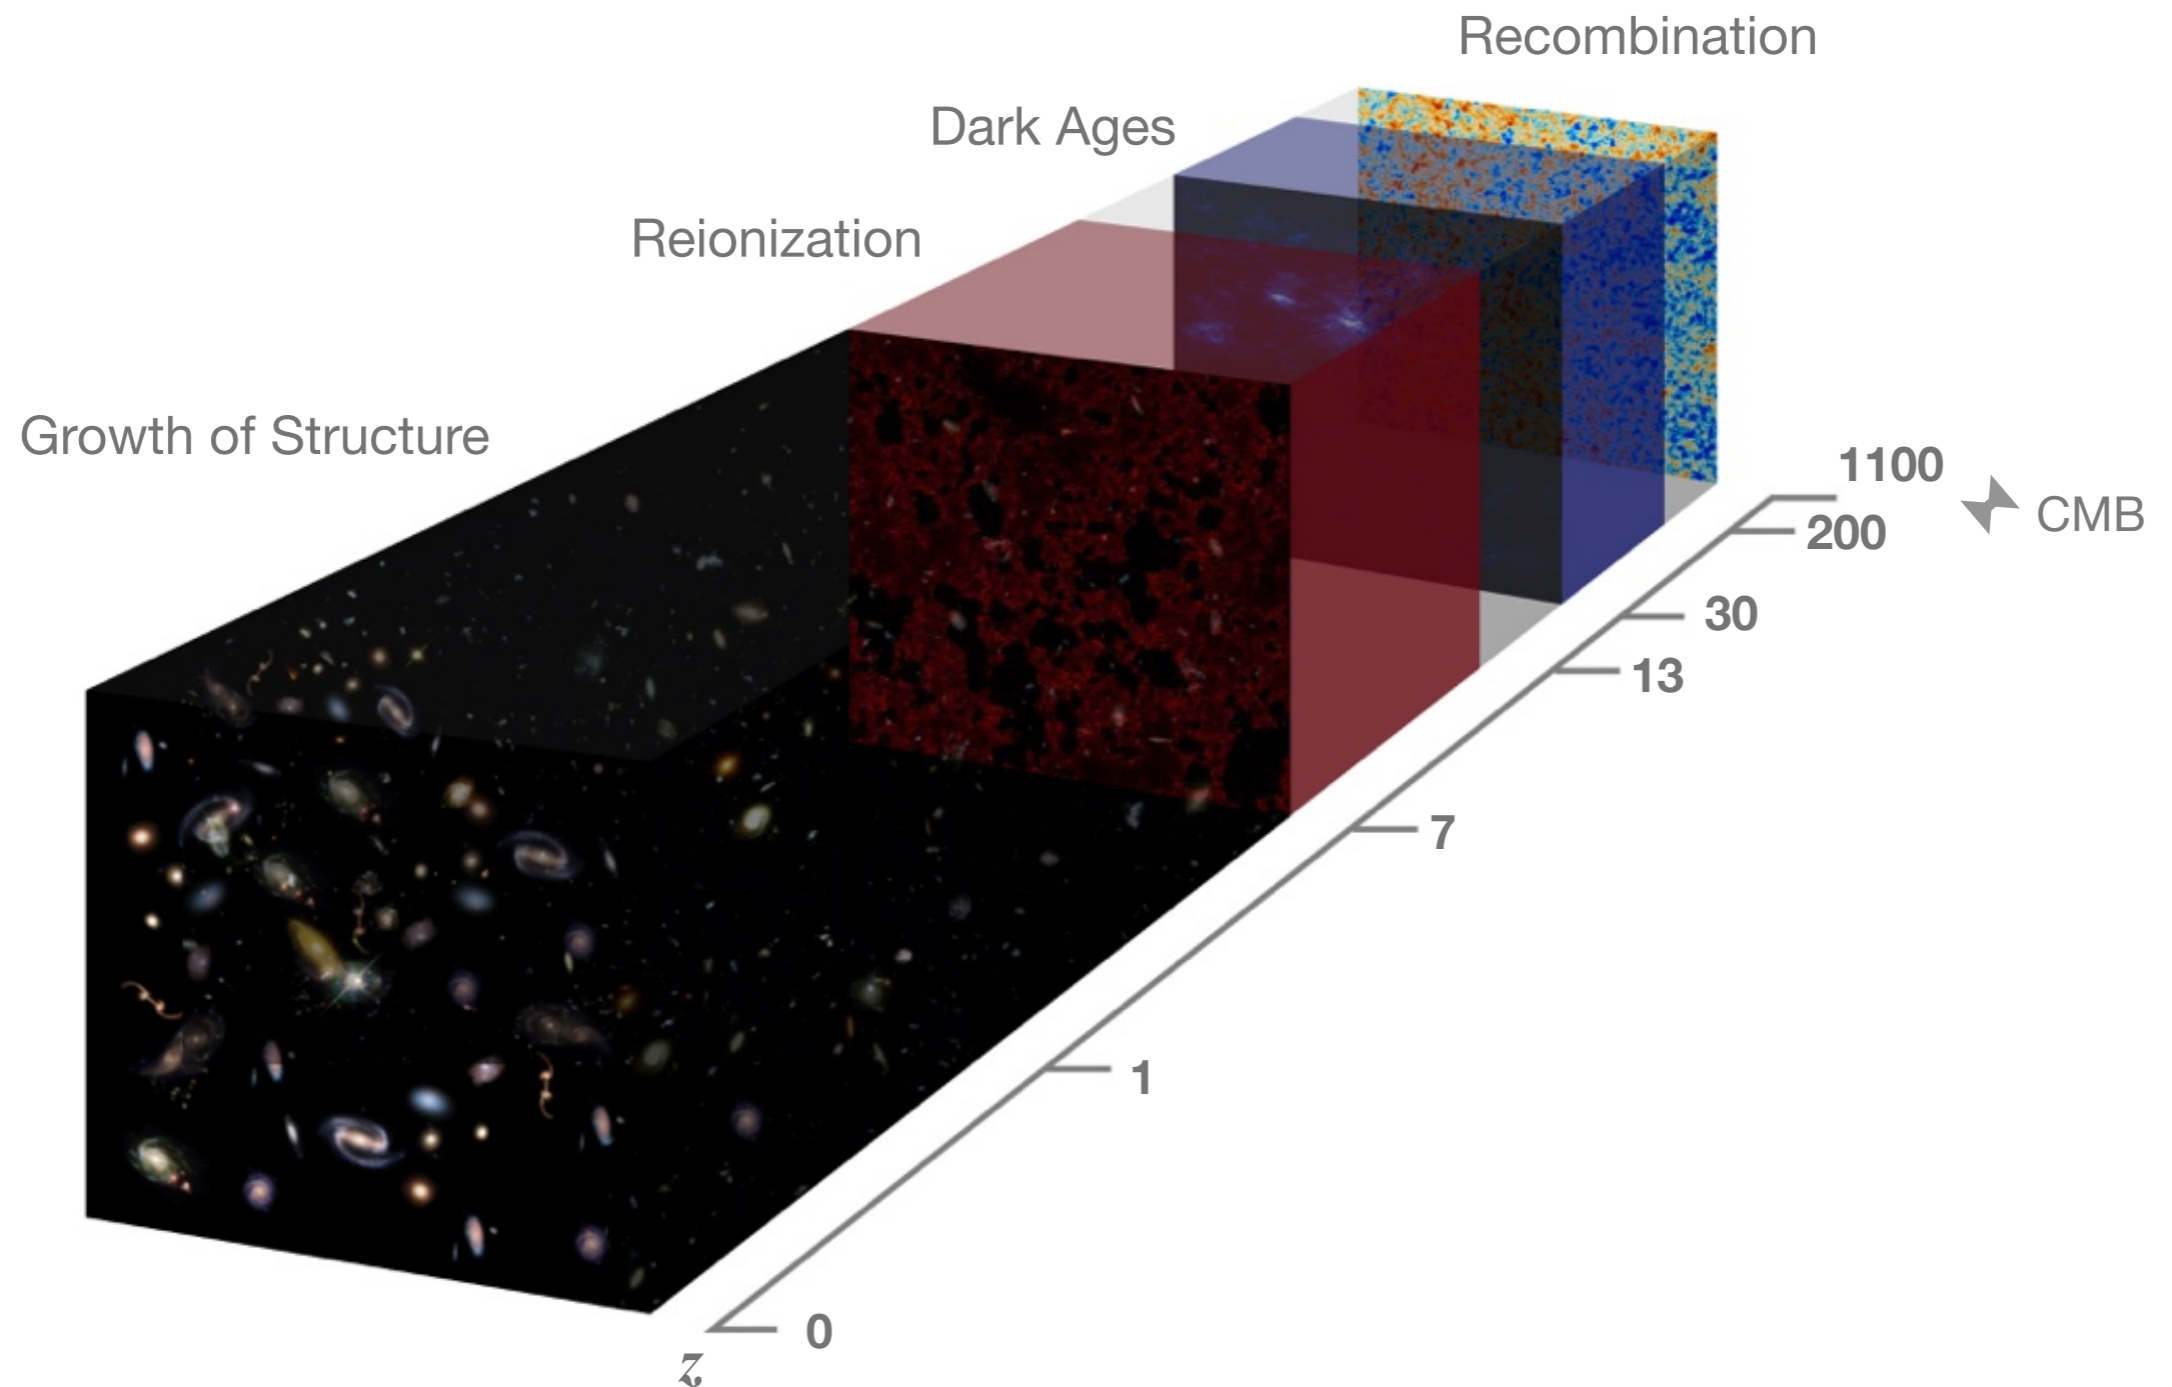 Recombination
Dark Ages
Reionization
Growth of Structure
1100
CMB
200
30
13
7
1
0
z